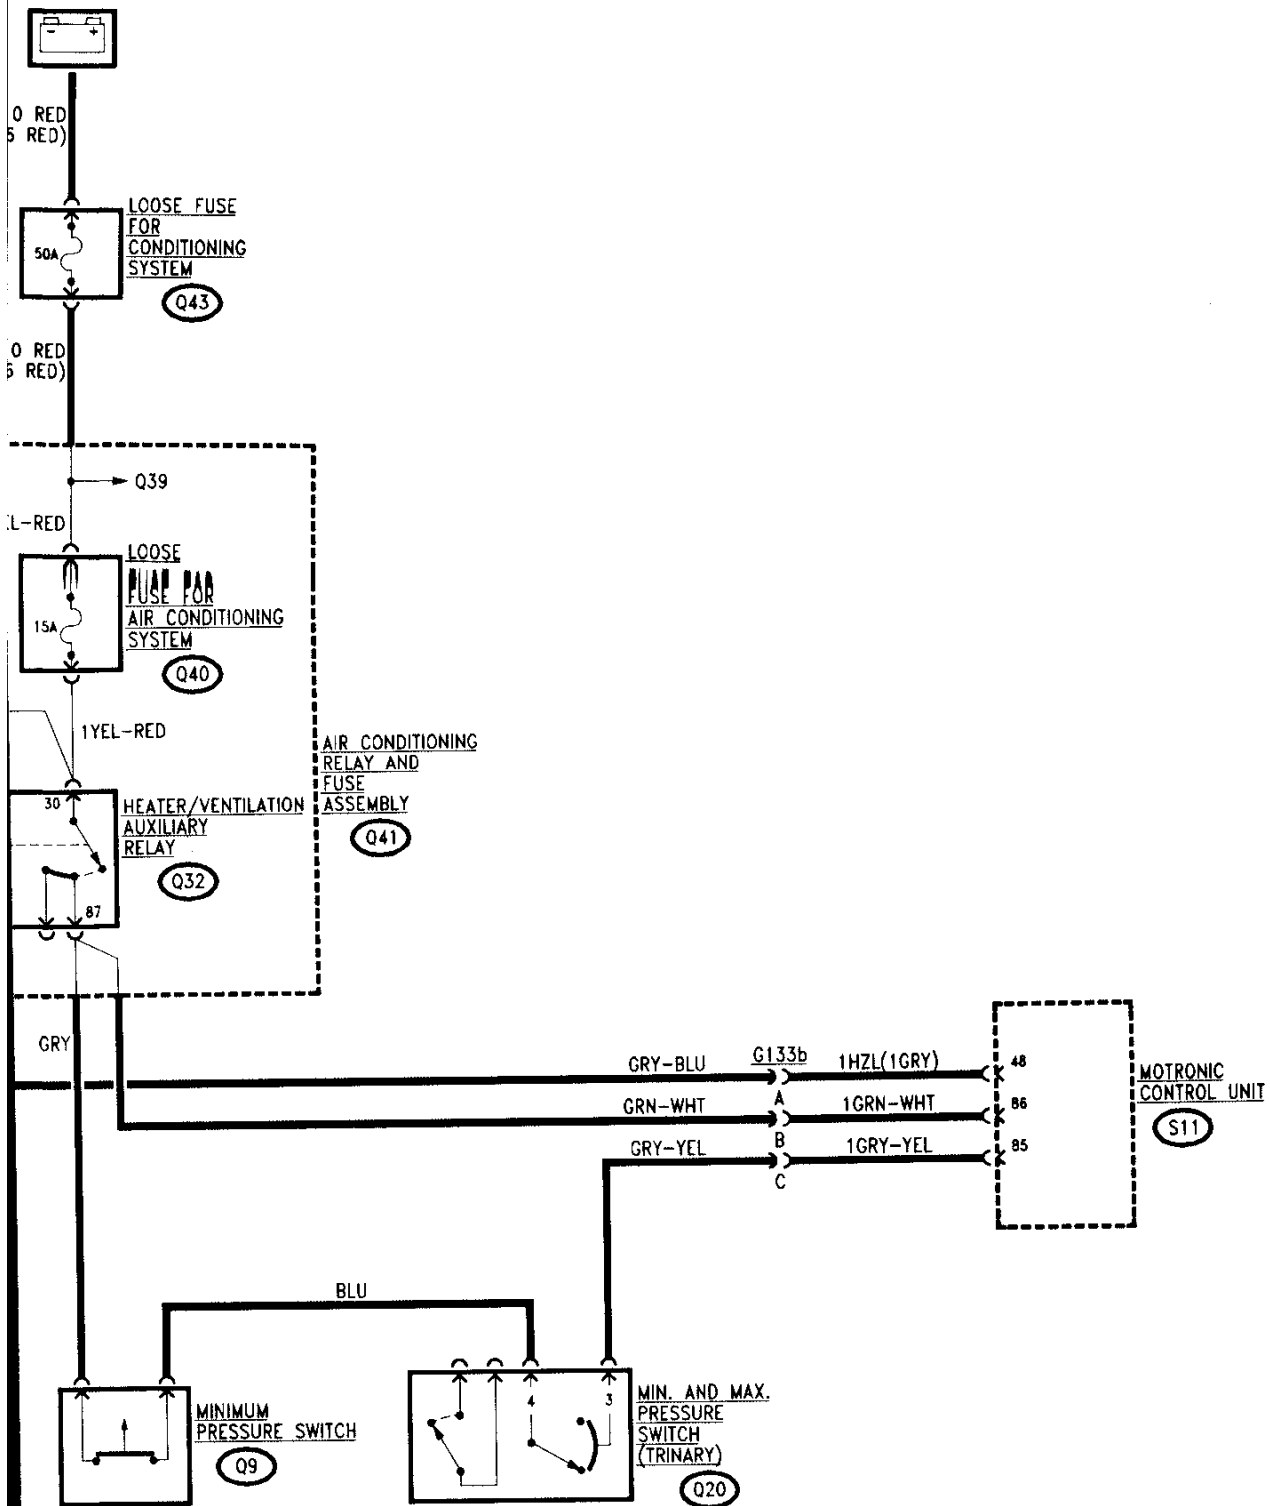 - +
0 RED
6 RED)
LOOSE FUSE
FOR
CONDITIONING
SYSTEM
50A
Q43
0 RED
6 RED)
Q39
EL-RED
LOOSE
FUSE FOR
AIR CONDITIONING
SYSTEM
15A
Q40
1YEL-RED
AIR CONDITIONING
RELAY AND
FUSE
ASSEMBLY
Q41
30
HEATER/VENTILATION
AUXILIARY
RELAY
Q32
87
GRY
GRY-BLU
G133b
1HZL(1GRY)
48
MOTRONIC
CONTROL UNIT
S11
A
GRN-WHT
1GRN-WHT
86
B
GRY-YEL
1GRY-YEL
85
C
BLU
MINIMUM
PRESSURE SWITCH
Q9
4
3
MIN. AND MAX.
PRESSURE
SWITCH
(TRINARY)
Q20